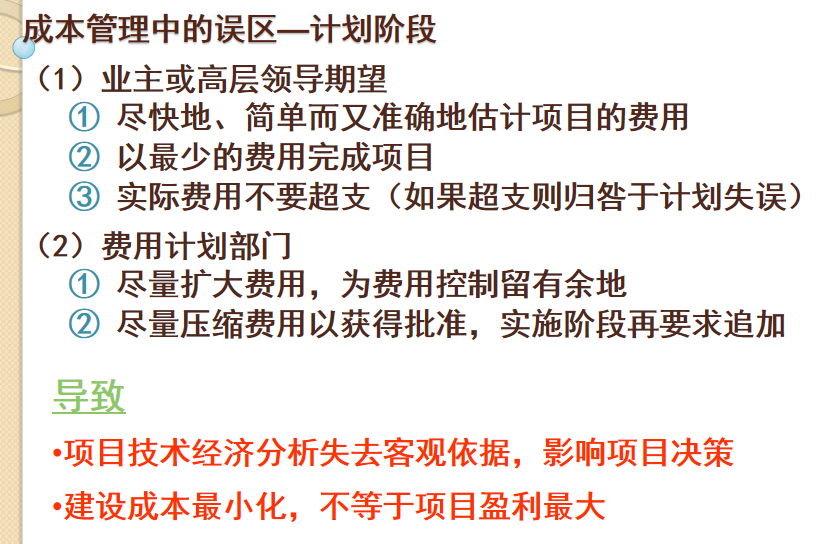 成本管理中的误区—计划阶段
（1）业主或高层领导期望
① 尽快地、简单而又准确地估计项目的费用
② 以最少的费用完成项目
③ 实际费用不要超支（如果超支则归咎于计划失误）
（2）费用计划部门
① 尽量扩大费用，为费用控制留有余地
② 尽量压缩费用以获得批准，实施阶段再要求追加
导致
•项目技术经济分析失去客观依据，影响项目决策
•建设成本最小化，不等于项目盈利最大